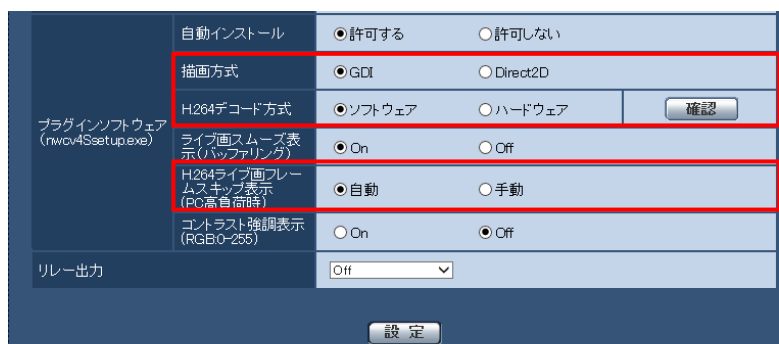 自動インストール ◉許可する ○許可しない
描画方式 ◉GDI ○Direct2D
H.264デコード方式 ◉ソフトウェア ○ハードウェア 確認
プラグインソフトウェア
(nwcv4Ssetup.exe)
ライブ画スムーズ表
示(バッファリング) ◉On ○Off
H.264ライブ画フレー
ムスキップ表示
(PC高負荷時) ◉自動 ○手動
コントラスト強調表示
(RGB:0-255) ○On ◉Off
リレー出力 Off
設定